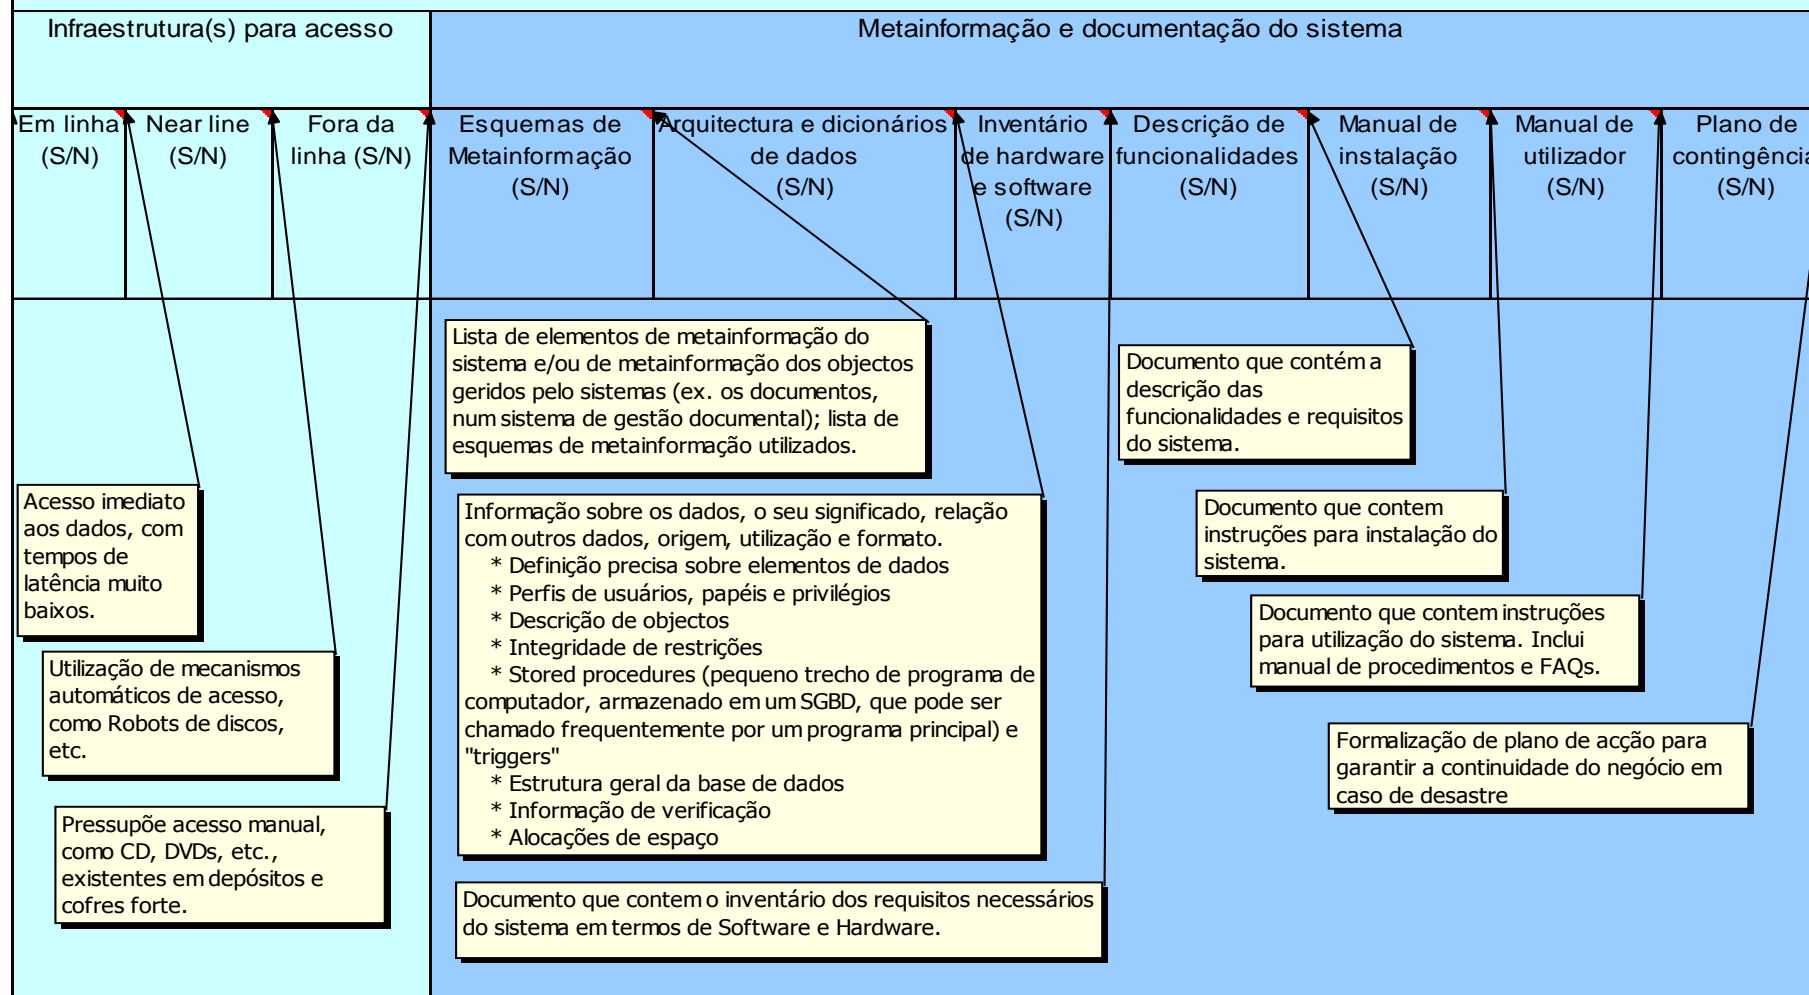 Infraestrutura(s) para acesso
Metainformação e documentação do sistema
Em linha
(S/N)
Near line
(S/N)
Fora da
linha (S/N)
Esquemas de
Metainformação
(S/N)
Arquitectura e dicionários
de dados
(S/N)
Inventário
de hardware
e software
(S/N)
Descrição de
funcionalidades
(S/N)
Manual de
instalação
(S/N)
Manual de
utilizador
(S/N)
Plano de
contingência
(S/N)
Lista de elementos de metainformação do
sistema e/ou de metainformação dos objectos
geridos pelo sistemas (ex. os documentos,
num sistema de gestão documental); lista de
esquemas de metainformação utilizados.
Documento que contém a
descrição das
funcionalidades e requisitos
do sistema.
Acesso imediato
aos dados, com
tempos de
latência muito
baixos.
Informação sobre os dados, o seu significado, relação
com outros dados, origem, utilização e formato.
* Definição precisa sobre elementos de dados
* Perfis de usuários, papéis e privilégios
* Descrição de objectos
* Integridade de restrições
* Stored procedures (pequeno trecho de programa de
computador, armazenado em um SGBD, que pode ser
chamado frequentemente por um programa principal) e
"triggers"
* Estrutura geral da base de dados
* Informação de verificação
* Alocações de espaço
Documento que contem
instruções para instalação do
sistema.
Documento que contem instruções
para utilização do sistema. Inclui
manual de procedimentos e FAQs.
Utilização de mecanismos
automáticos de acesso,
como Robots de discos,
etc.
Formalização de plano de acção para
garantir a continuidade do negócio em
caso de desastre
Pressupõe acesso manual,
como CD, DVDs, etc.,
existentes em depósitos e
cofres forte.
Documento que contem o inventário dos requisitos necessários
do sistema em termos de Software e Hardware.